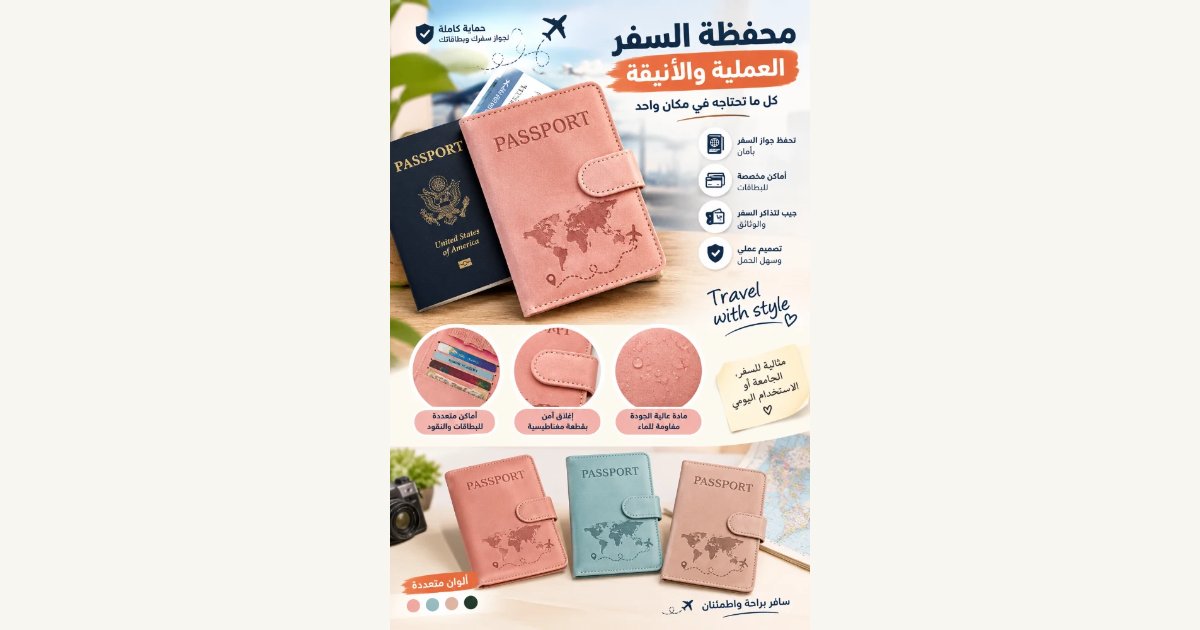 محفظة السفر
العملية والأنيقة
كل ما تحتاجه في مكان واحد
حماية كاملة
لجواز سفرك وبطاقاتك
PASSPORT
United States
of America
PASSPORT
تحفظ جواز السفر
بأمان
أماكن مخصصة
للبطاقات
جيب لتذاكر السفر
والوثائق
تصميم عملي
وسهل الحمل
Travel
with style
مثالية للسفر،
الجامعة أو
الاستخدام اليومي
مادة عالية الجودة
مقاومة للماء
إغلاق آمن
بقطعة مغناطيسية
أماكن متعددة
للبطاقات والنقود
PASSPORT
PASSPORT
PASSPORT
ألوان متعددة
سافر براحة واطمئنان